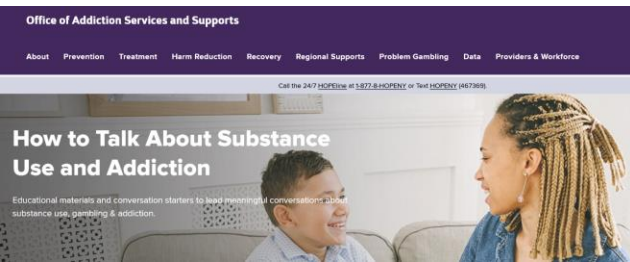 Office of Addiction Services and Supports
About Prevention Treatment Harm Reduction Recovery Regional Supports Problem Gambling Data Providers & Workforce
Call the 24/7 HOPEline at 1-877-8-HOPENY or Text HOPENY (467369).
How to Talk About Substance
Use and Addiction
Educational materials and conversation starters to lead meaningful conversations about
substance use, gambling & addiction.